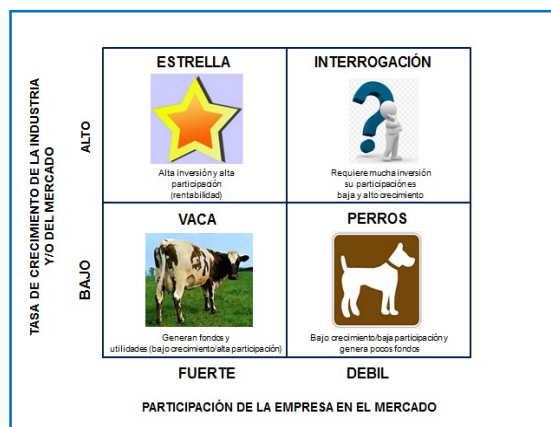 TASA DE CRECIMIENTO DE LA INDUSTRIA
Y/O DEL MERCADO
ALTO
ESTRELLA
Alta inversión y alta
participación
(rentabilidad)
INTERROGACIÓN
Requiere mucha inversión
su participación es
baja y alto crecimiento
BAJO
VACA
Generan fondos y
utilidades (bajo crecimiento/alta participación)
PERROS
Bajo crecimiento/baja participación y
genera pocos fondos
FUERTE
DEBIL
PARTICIPACIÓN DE LA EMPRESA EN EL MERCADO